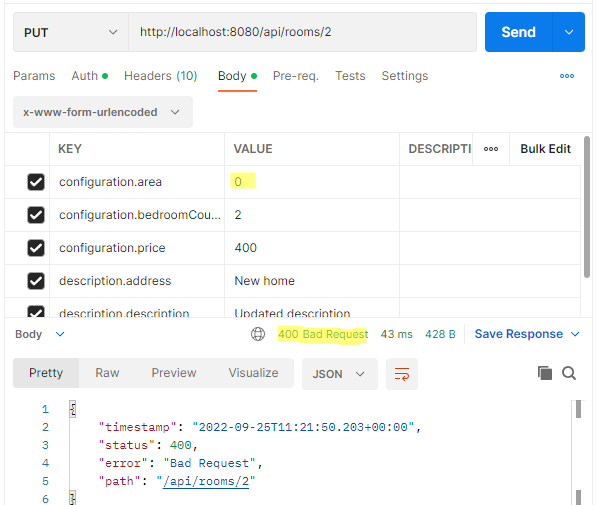 PUT http://localhost:8080/api/rooms/2 Send
Params Auth Headers (10) Body Pre-req. Tests Settings
x-www-form-urlencoded
KEY VALUE DESCRIPTI Bulk Edit
configuration.area 0
configuration.bedroomCou... 2
configuration.price 400
description.address New home
description.description Updated description
Body 400 Bad Request 43 ms 428 B Save Response
Pretty Raw Preview Visualize JSON
1 {
2 "timestamp": "2022-09-25T11:21:50.203+00:00",
3 "status": 400,
4 "error": "Bad Request",
5 "path": "/api/rooms/2"
6 }